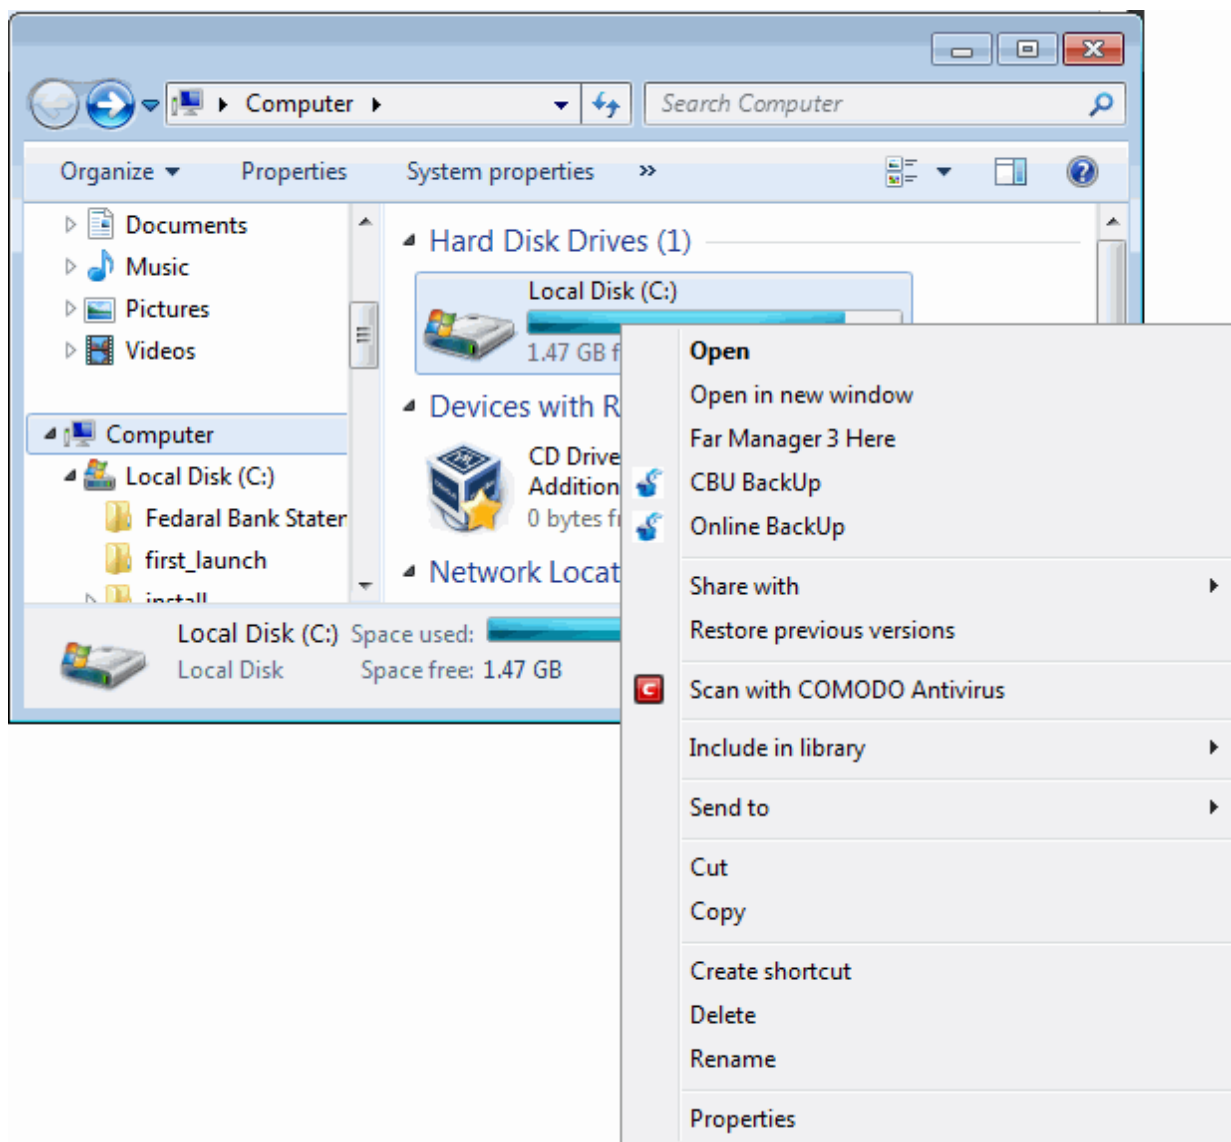 Computer
Search Computer
Organize
Properties
System properties
»
Documents
Music
Pictures
Videos
Computer
Local Disk (C:)
Fedaral Bank Stater
first_launch
install
Hard Disk Drives (1)
Local Disk (C:)
1.47 GB f
Devices with R
CD Drive
Addition
0 bytes fr
Network Locat
Local Disk (C:) Space used:
Local Disk Space free: 1.47 GB
Open
Open in new window
Far Manager 3 Here
CBU BackUp
Online BackUp
Share with
Restore previous versions
Scan with COMODO Antivirus
Include in library
Send to
Cut
Copy
Create shortcut
Delete
Rename
Properties